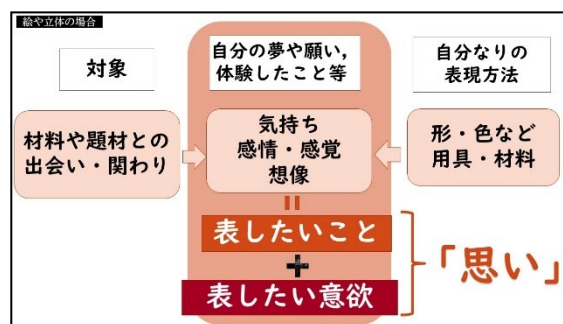 絵や立体の場合
対象
自分の夢や願い,
体験したこと等
自分なりの
表現方法
材料や題材との
出会い・関わり
気持ち
感情・感覚
想像
形・色など
用具・材料
=
表したいこと
+
表したい意欲
「思い」